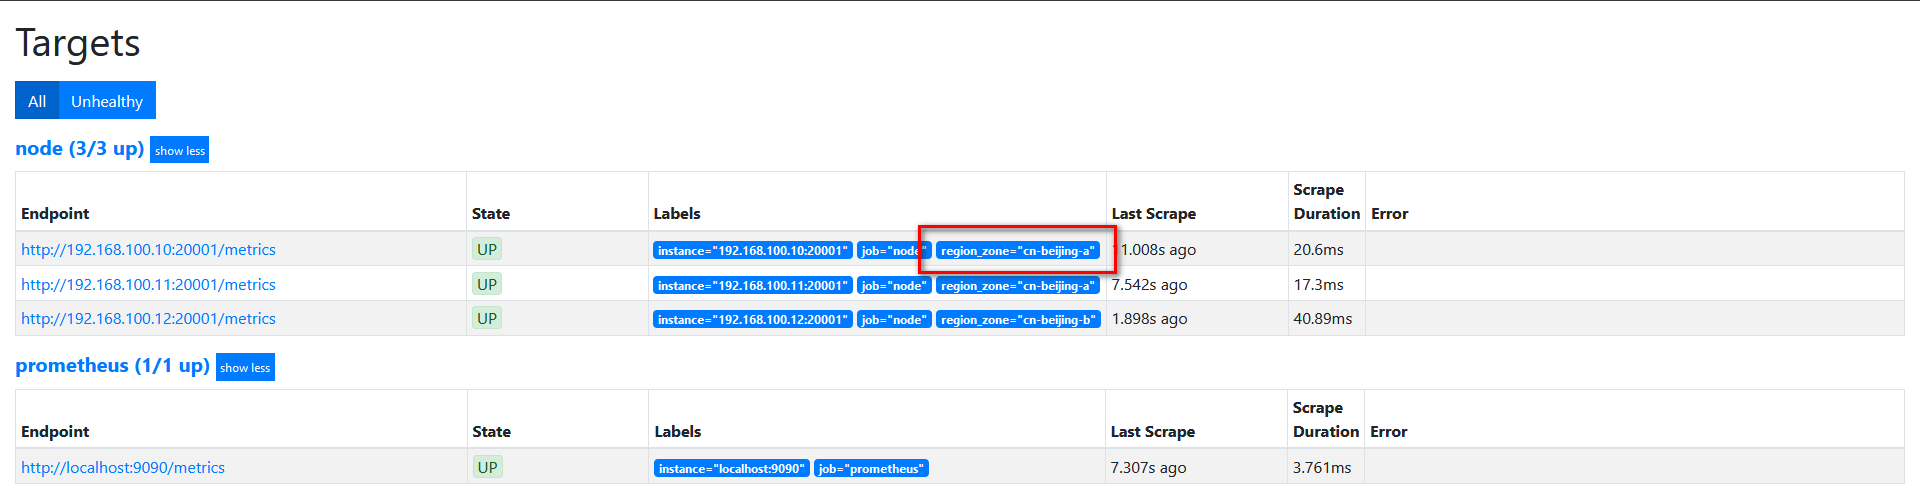 Targets
All Unhealthy
node (3/3 up) show less
Endpoint State Labels Last Scrape Scrape Duration Error
http://192.168.100.10:20001/metrics UP instance="192.168.100.10:20001" job="node" region_zone="cn-beijing-a" 11.008s ago 20.6ms
http://192.168.100.11:20001/metrics UP instance="192.168.100.11:20001" job="node" region_zone="cn-beijing-a" 7.542s ago 17.3ms
http://192.168.100.12:20001/metrics UP instance="192.168.100.12:20001" job="node" region_zone="cn-beijing-b" 1.898s ago 40.89ms
prometheus (1/1 up) show less
Endpoint State Labels Last Scrape Scrape Duration Error
http://localhost:9090/metrics UP instance="localhost:9090" job="prometheus" 7.307s ago 3.761ms